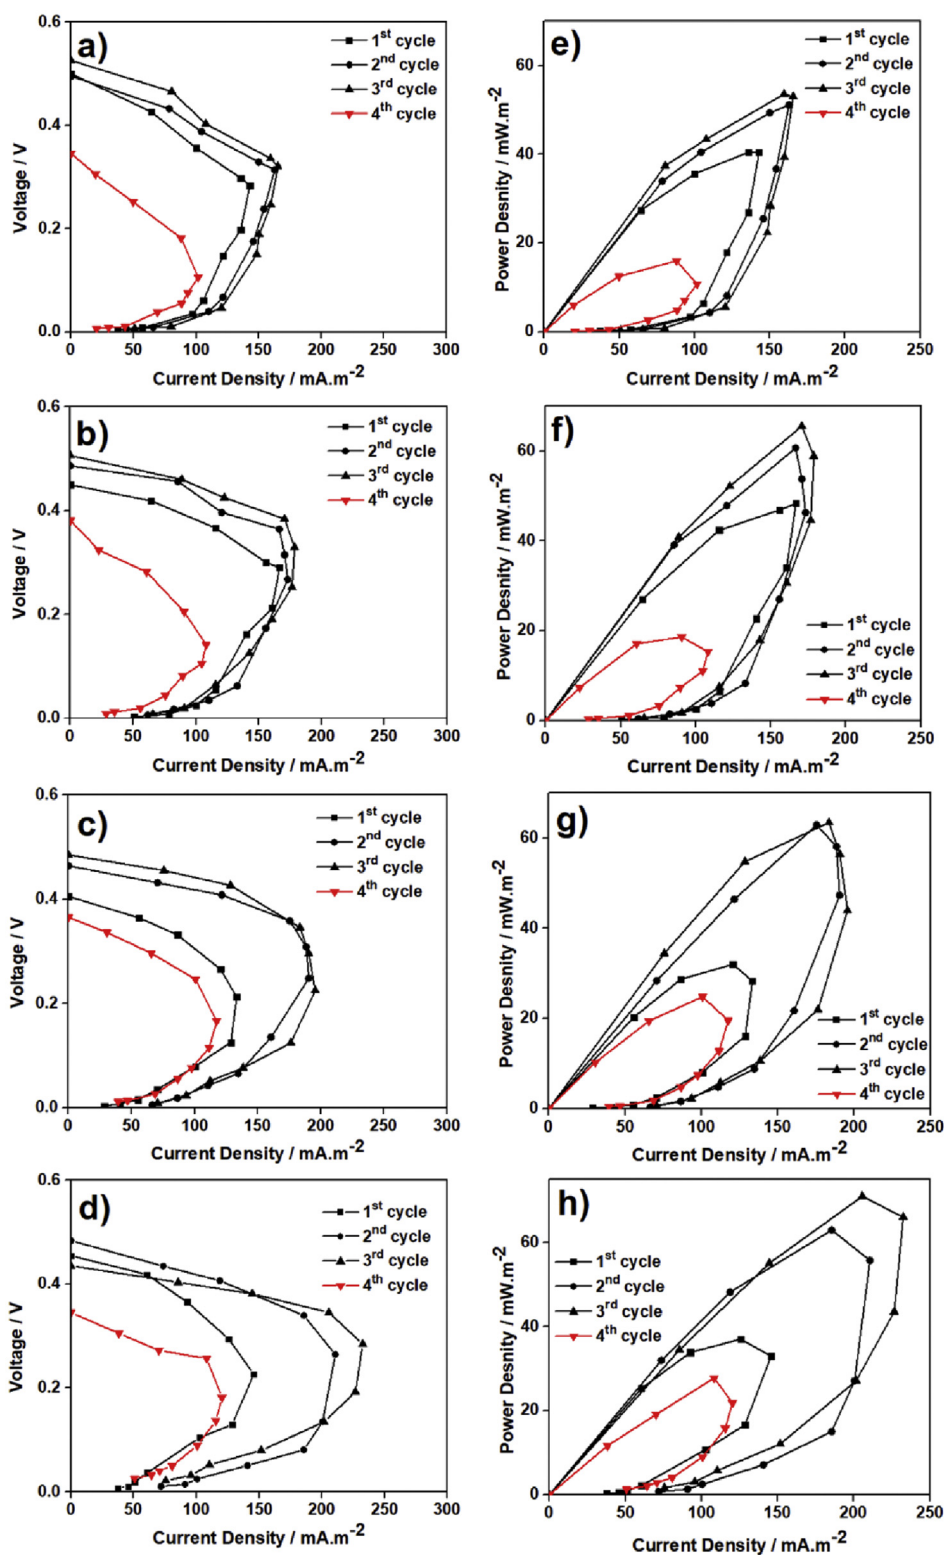 a)
1st cycle
2nd cycle
3rd cycle
4th cycle
0.6
0.4
0.2
0.0
Voltage / V
0 50 100 150 200 250 300
Current Density / mA.m-2
e)
1st cycle
2nd cycle
3rd cycle
4th cycle
60
40
20
0
Power Desnity / mW.m-2
0 50 100 150 200 250
Current Density / mA.m-2
b)
1st cycle
2nd cycle
3rd cycle
4th cycle
0.6
0.4
0.2
0.0
Voltage / V
0 50 100 150 200 250 300
Current Density / mA.m-2
f)
1st cycle
2nd cycle
3rd cycle
4th cycle
60
40
20
0
Power Desnity / mW.m-2
0 50 100 150 200 250
Current Density / mA.m-2
c)
1st cycle
2nd cycle
3rd cycle
4th cycle
0.6
0.4
0.2
0.0
Voltage / V
0 50 100 150 200 250 300
Current Density / mA.m-2
g)
1st cycle
2nd cycle
3rd cycle
4th cycle
60
40
20
0
Power Desnity / mW.m-2
0 50 100 150 200 250
Current Density / mA.m-2
d)
1st cycle
2nd cycle
3rd cycle
4th cycle
0.6
0.4
0.2
0.0
Voltage / V
0 50 100 150 200 250 300
Current Density / mA.m-2
h)
1st cycle
2nd cycle
3rd cycle
4th cycle
60
40
20
0
Power Desnity / mW.m-2
0 50 100 150 200 250
Current Density / mA.m-2